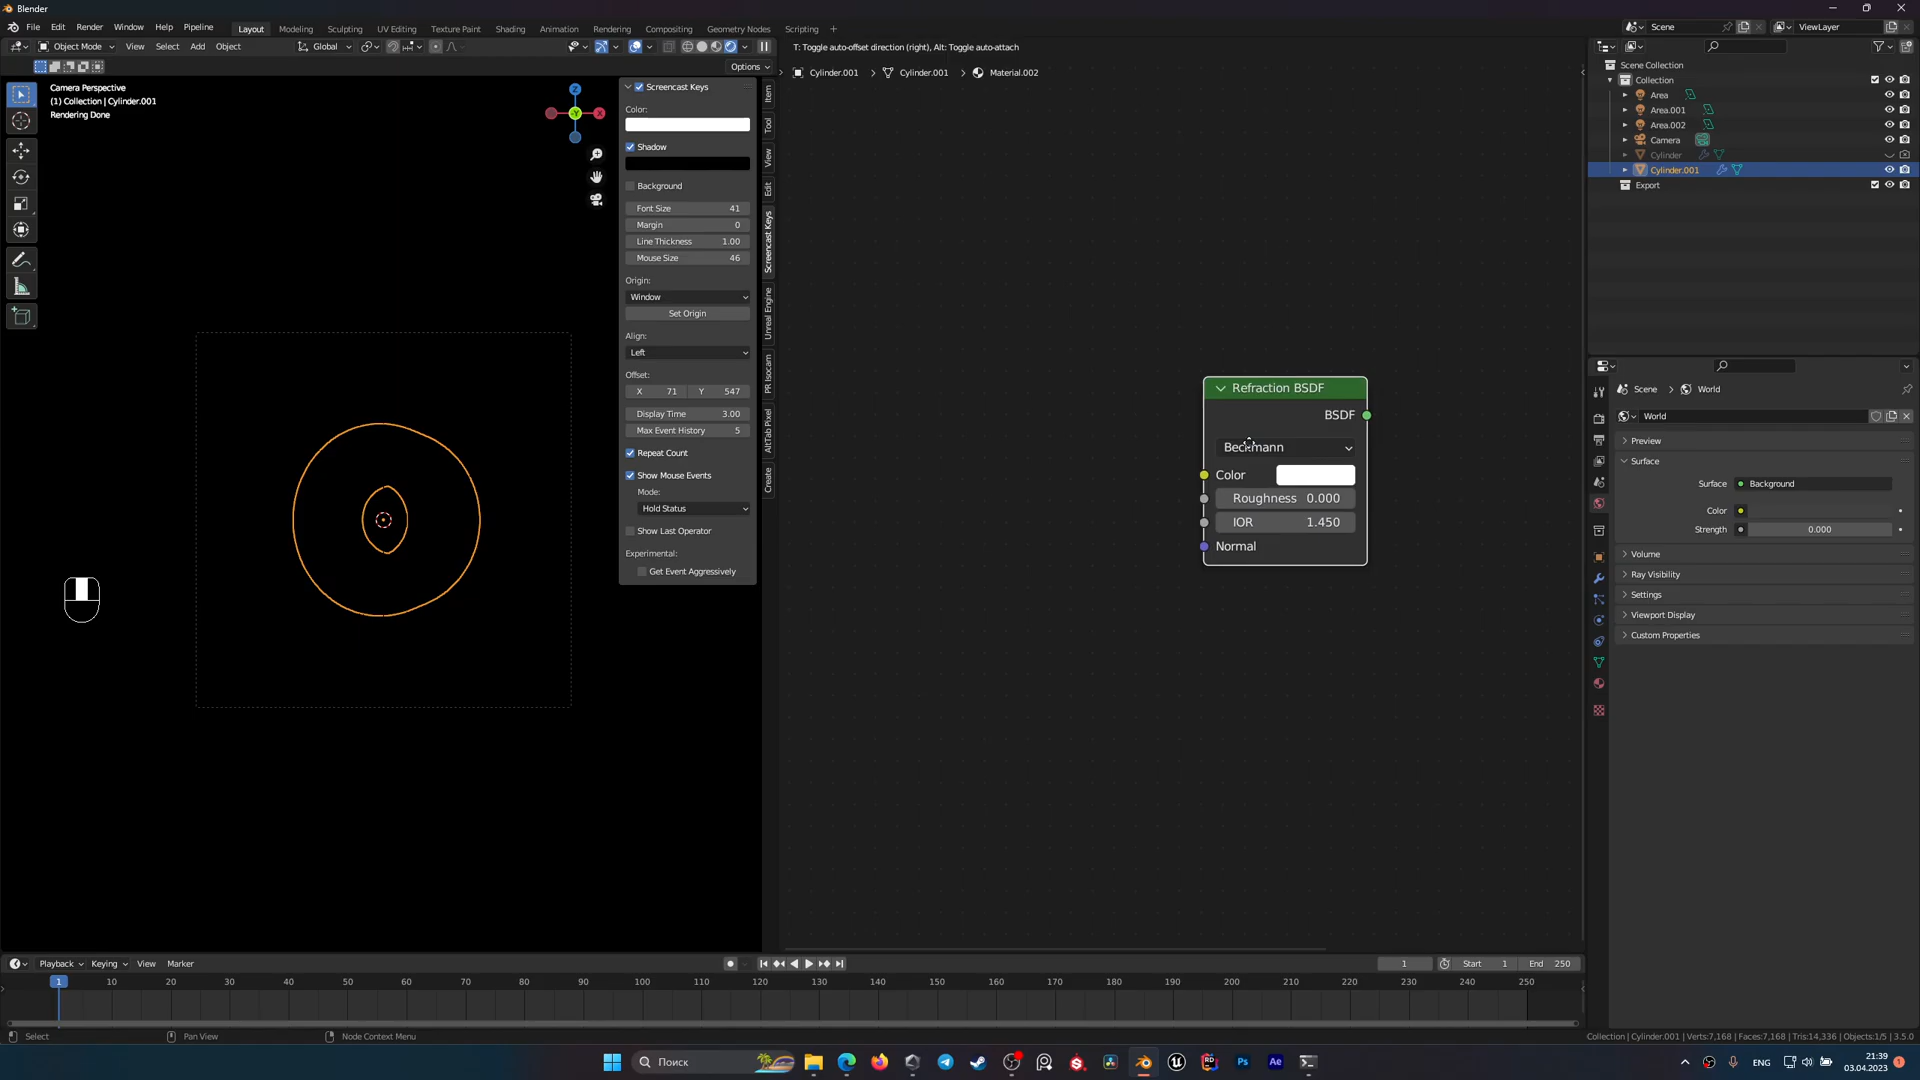 Blender
File Edit Render Window Help Pipeline Layout Modeling Sculpting UV Editing Texture Paint Shading Animation Rendering Compositing Geometry Nodes Scripting + Scene ViewLayer
Object Mode View Select Add Object Global T: Toggle auto-offset direction (right), Alt: Toggle auto-attach
Options
Cylinder.001 > Cylinder.001 > Material.002
Camera Perspective
(1) Collection | Cylinder.001
Rendering Done
Z
Y
X
Screencast Keys
Color:
Shadow
Background
Font Size 41
Margin 0
Line Thickness 1.00
Mouse Size 46
Origin:
Window
Set Origin
Align:
Left
Offset:
X 71 Y 547
Display Time 3.00
Max Event History 5
Repeat Count
Show Mouse Events
Mode:
Hold Status
Show Last Operator
Experimental:
Get Event Aggressively
Item
Tool
View
Edit
Screencast Keys
Unreal Engine
PR Isocam
AltTab Pixel
Create
Refraction BSDF
BSDF
Beckmann
Color
Roughness 0.000
IOR 1.450
Normal
Scene Collection
Collection
Area
Area.001
Area.002
Camera
Cylinder
Cylinder.001
Export
Scene > World
World
Preview
Surface
Surface Background
Color
Strength 0.000
Volume
Ray Visibility
Settings
Viewport Display
Custom Properties
Playback Keying View Marker 1 Start 1 End 250
1 10 20 30 40 50 60 70 80 90 100 110 120 130 140 150 160 170 180 190 200 210 220 230 240 250
Select Pan View Node Context Menu Collection | Cylinder.001 | Verts:7,168 | Faces:7,168 | Tris:14,336 | Objects:1/5 | 3.5.0
Поиск Ps Ae ENG 21:39
03.04.2023